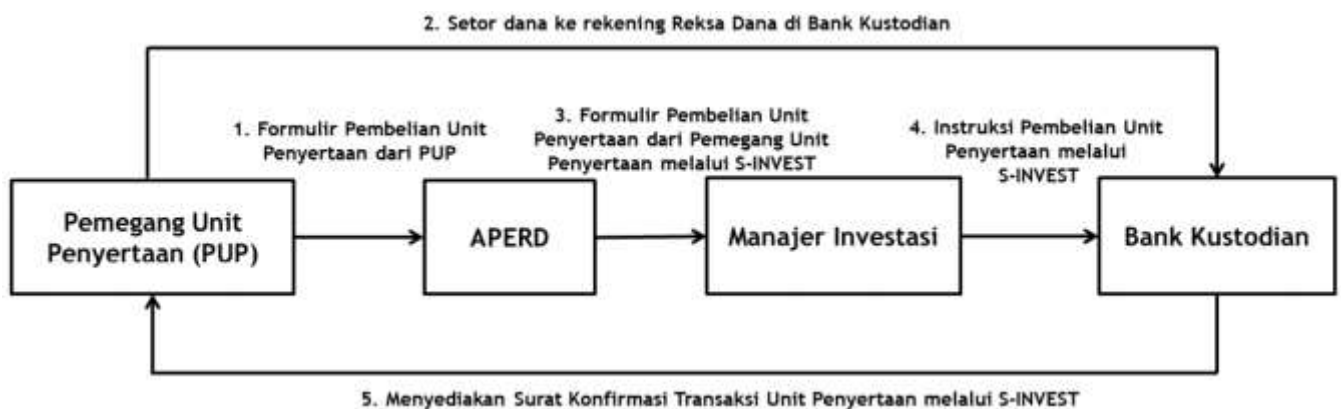 2. Setor dana ke rekening Reksa Dana di Bank Kustodian
1. Formulir Pembelian Unit
Penyertaan dari PUP
3. Formulir Pembelian Unit
Penyertaan dari Pemegang Unit
Penyertaan melalui S-INVEST
4. Instruksi Pembelian Unit
Penyertaan melalui
S-INVEST
Pemegang Unit
Penyertaan (PUP)
APERD
Manajer Investasi
Bank Kustodian
5. Menyediakan Surat Konfirmasi Transaksi Unit Penyertaan melalui S-INVEST